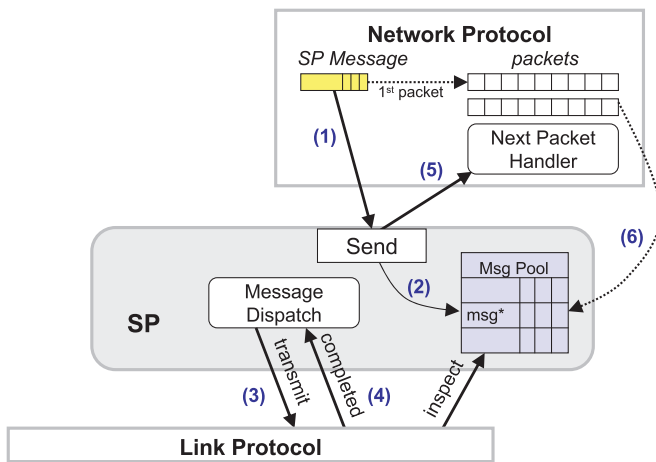 Network Protocol
SP Message
packets
1st packet
(1)
Next Packet
Handler
(5)
(6)
Send
(2)
Msg Pool
msg*
Message
Dispatch
SP
transmit
completed
inspect
(3)
(4)
Link Protocol